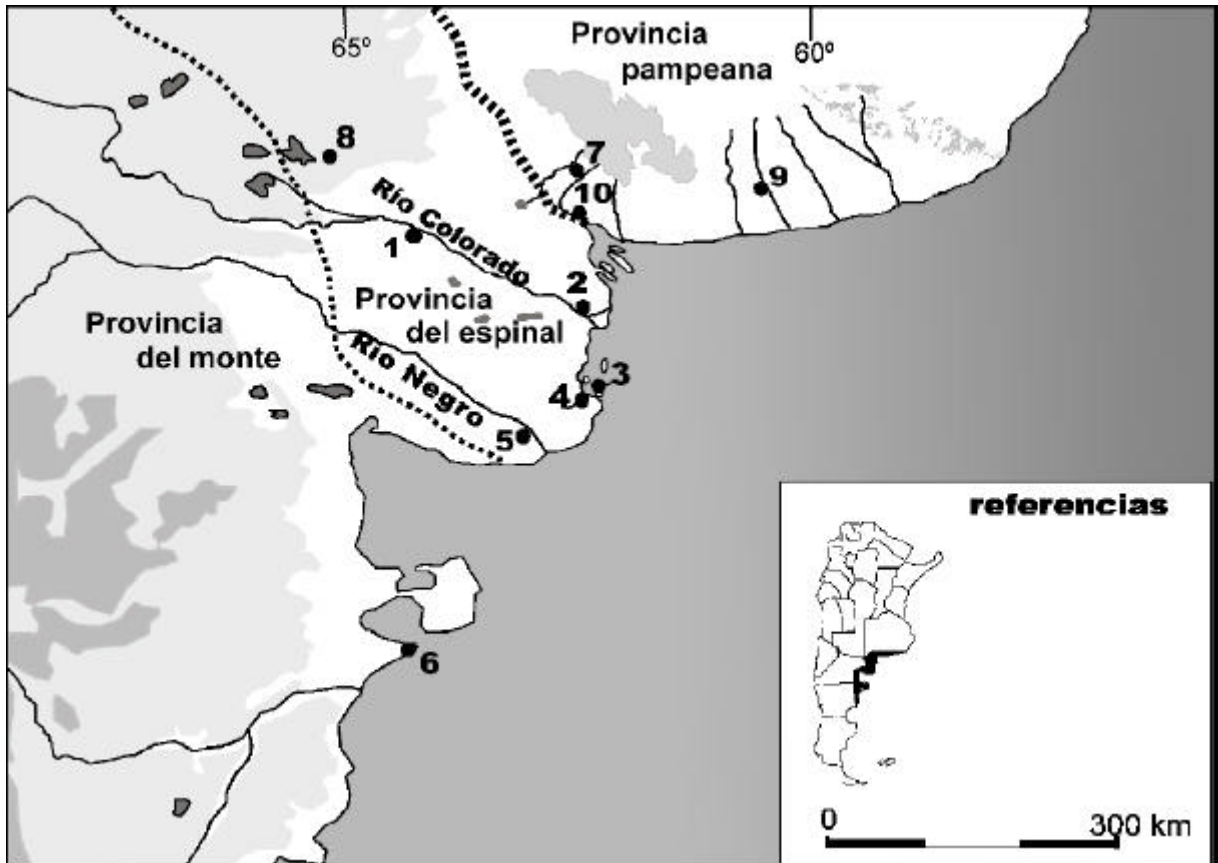 65º
60º
Provincia
pampeana
8
7
9
10
Río Colorado
1
2
Provincia
del espinal
Provincia
del monte
Río Negro
3
4
5
6
referencias
0
300 km